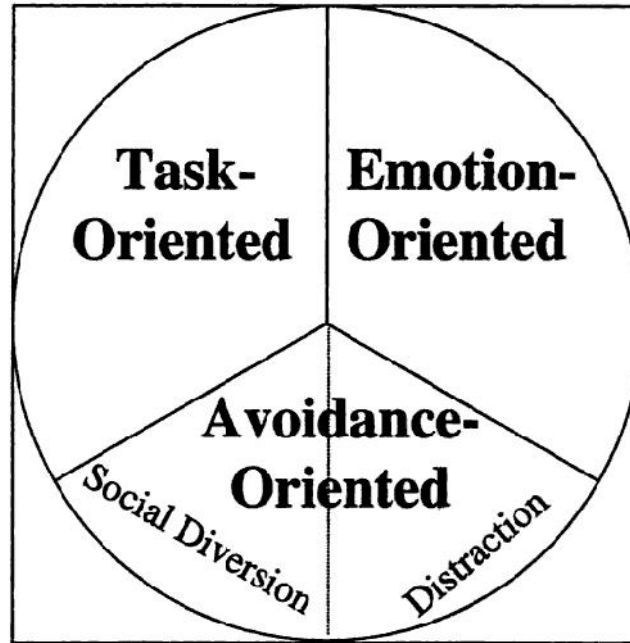 Task-
Oriented
Emotion-
Oriented
Avoidance-
Oriented
Social Diversion
Distraction